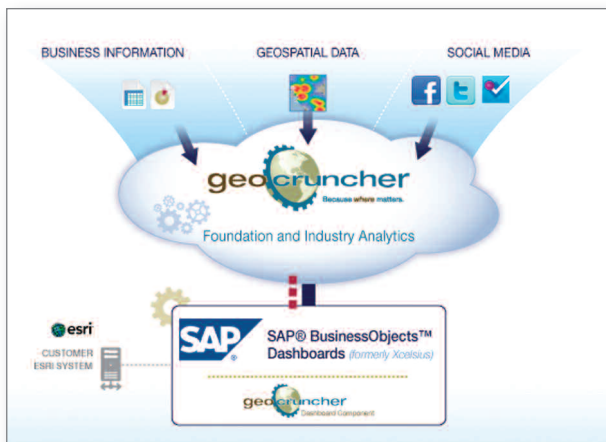 BUSINESS INFORMATION
GEOSPATIAL DATA
SOCIAL MEDIA
geocruncher
Because where matters.
Foundation and Industry Analytics
esri
CUSTOMER
ESRI SYSTEM
SAP®
SAP® BusinessObjects™
Dashboards (formerly Xcelsius)
geocruncher
Dashboard Component